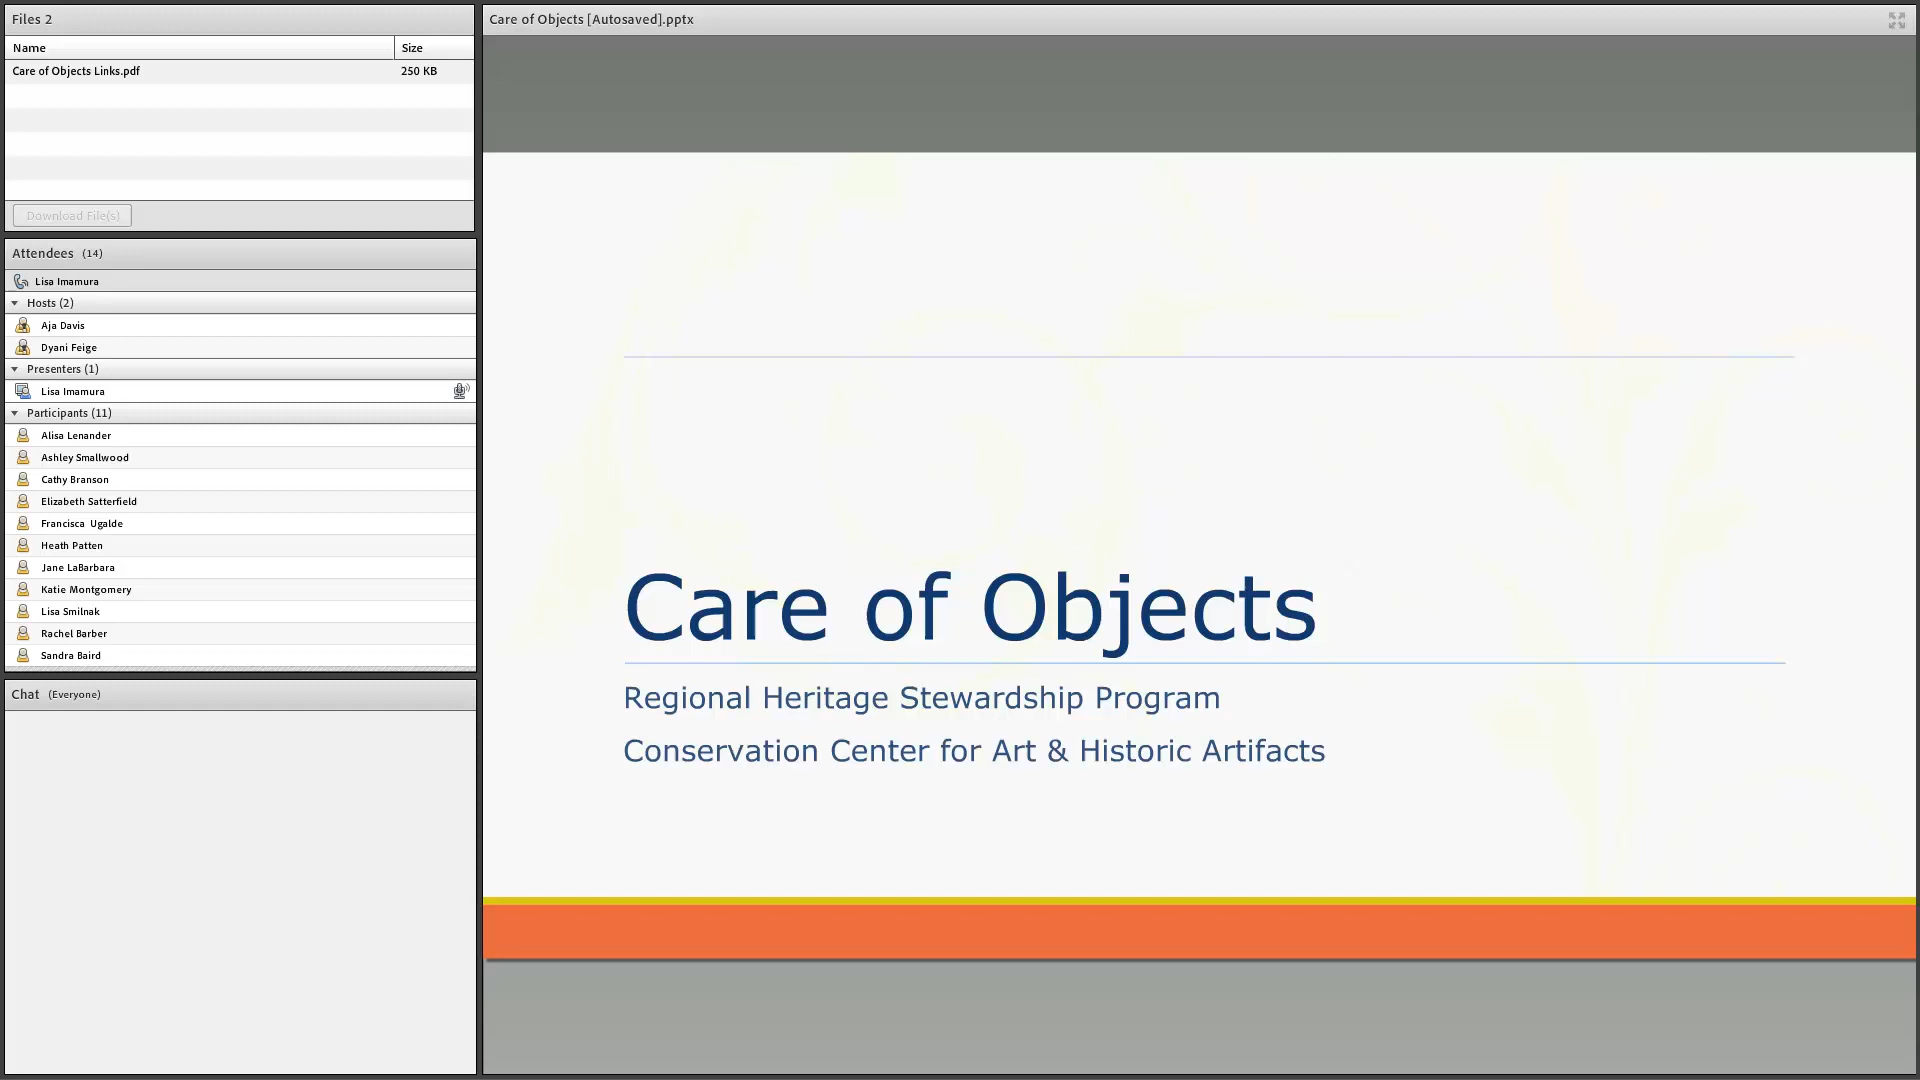 Files 2
Name Size
Care of Objects Links.pdf 250 KB
Download File(s)
Attendees (14)
Lisa Imamura
Hosts (2)
Aja Davis
Dyani Feige
Presenters (1)
Lisa Imamura
Participants (11)
Alisa Lenander
Ashley Smallwood
Cathy Branson
Elizabeth Satterfield
Francisca Ugalde
Heath Patten
Jane LaBarbara
Katie Montgomery
Lisa Smilnak
Rachel Barber
Sandra Baird
Chat (Everyone)
Care of Objects [Autosaved].pptx
Care of Objects
Regional Heritage Stewardship Program
Conservation Center for Art & Historic Artifacts